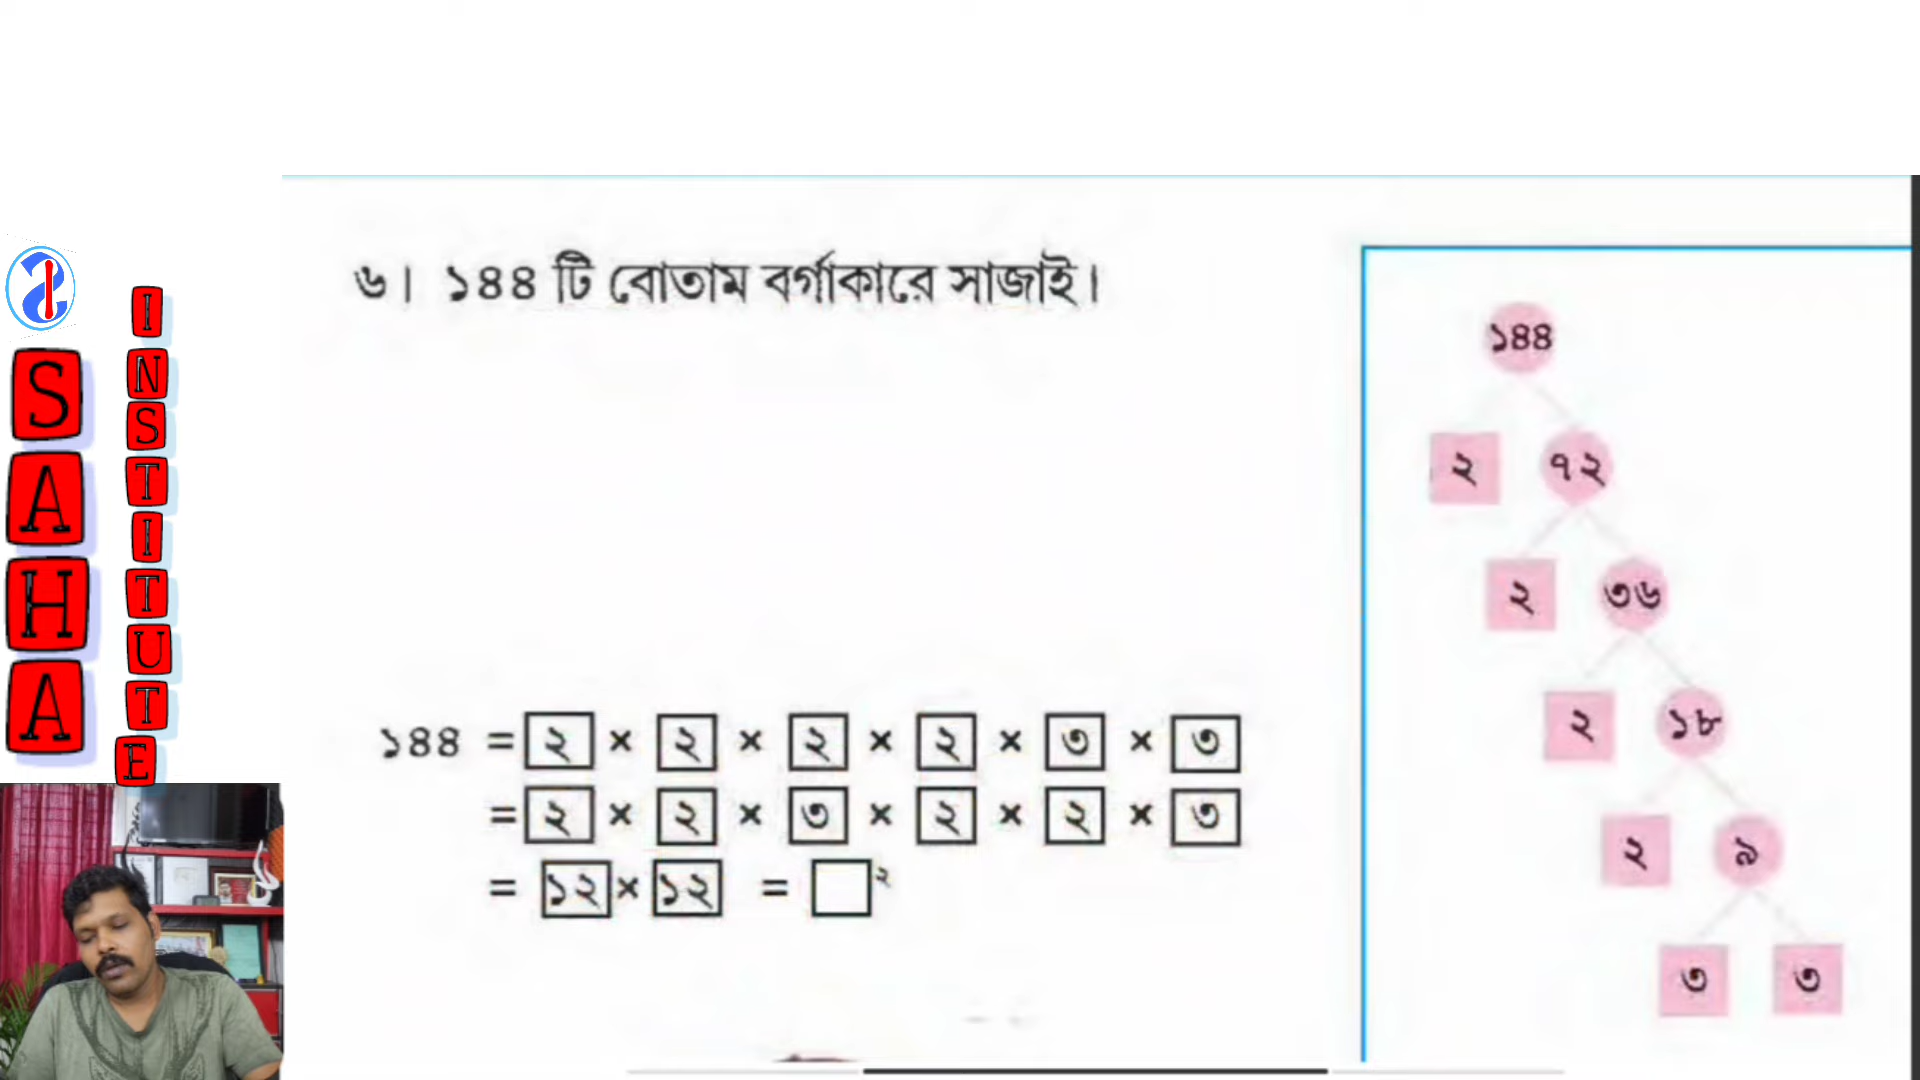 SAHA
INSTITUTE
৬। ১৪৪ টি বোতাম বর্গাকারে সাজাই।
১৪৪ = ২ × ২ × ২ × ২ × ৩ × ৩
= ২ × ২ × ৩ × ২ × ২ × ৩
= ১২ × ১২ = □²
১৪৪
২ ৭২
২ ৩৬
২ ১৮
২ ৯
৩ ৩